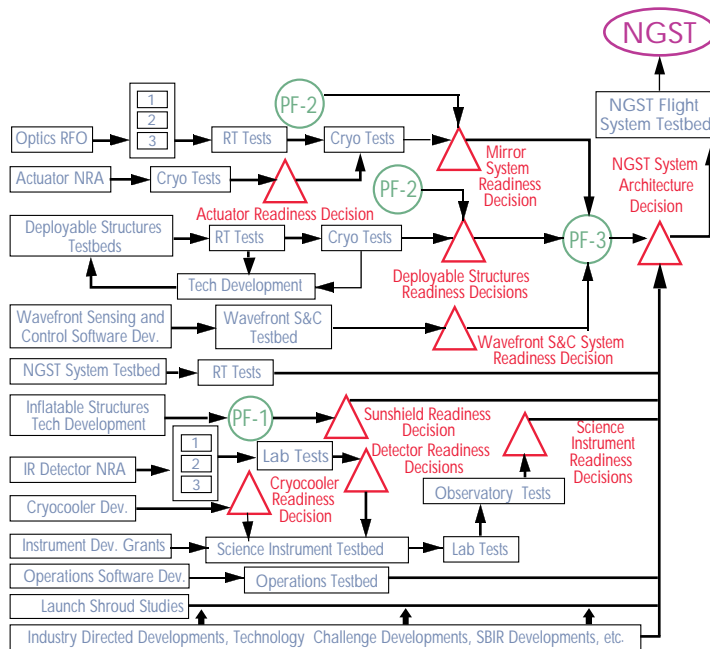 NGST
PF-2
NGST Flight
System Testbed
1
2
3
Optics RFO
RT Tests
Cryo Tests
Mirror
System
Readiness
Decision
NGST System
Architecture
Decision
Actuator NRA
Cryo Tests
PF-2
Actuator Readiness Decision
Deployable Structures
Testbeds
RT Tests
Cryo Tests
PF-3
Tech Development
Deployable Structures
Readiness Decisions
Wavefront Sensing and
Control Software Dev.
Wavefront S&C
Testbed
Wavefront S&C System
Readiness Decision
NGST System Testbed
RT Tests
Inflatable Structures
Tech Development
PF-1
Sunshield Readiness
Decision
Science
Instrument
Readiness
Decisions
1
2
3
IR Detector NRA
Lab Tests
Detector Readiness
Decisions
Cryocooler
Readiness
Decision
Observatory Tests
Cryocooler Dev.
Instrument Dev. Grants
Science Instrument Testbed
Lab Tests
Operations Software Dev.
Operations Testbed
Launch Shroud Studies
Industry Directed Developments, Technology Challenge Developments, SBIR Developments, etc.